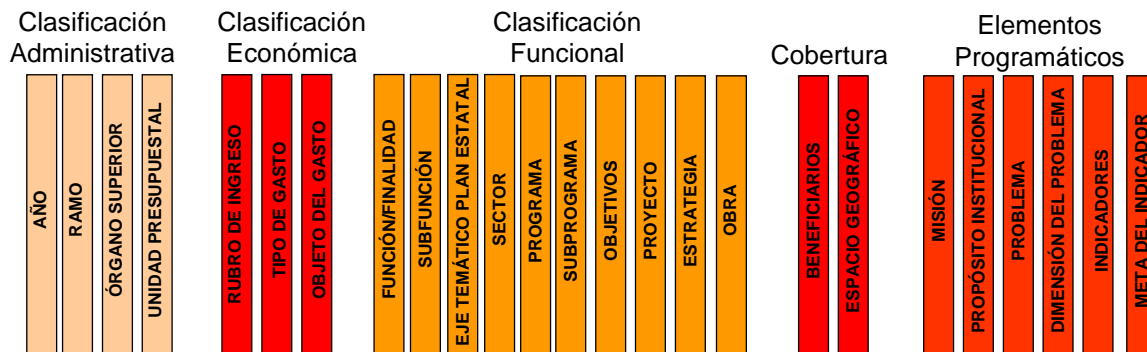 Clasificación
Administrativa
Clasificación
Económica
Clasificación
Funcional
Cobertura
Elementos
Programáticos
AÑO
RAMO
ÓRGANO SUPERIOR
UNIDAD PRESUPUESTAL
RUBRO DE INGRESO
TIPO DE GASTO
OBJETO DEL GASTO
FUNCIÓN/FINALIDAD
SUBFUNCIÓN
EJE TEMÁTICO PLAN ESTATAL
SECTOR
PROGRAMA
SUBPROGRAMA
OBJETIVOS
PROYECTO
ESTRATEGIA
OBRA
BENEFICIARIOS
ESPACIO GEOGRÁFICO
MISIÓN
PROPÓSITO INSTITUCIONAL
PROBLEMA
DIMENSIÓN DEL PROBLEMA
INDICADORES
META DEL INDICADOR